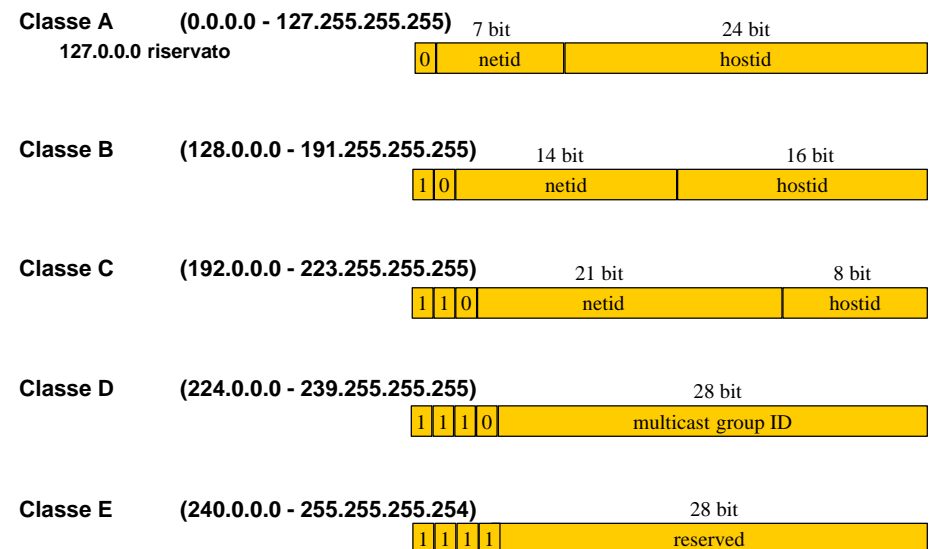 Classe A (0.0.0.0 - 127.255.255.255) 7 bit 24 bit
127.0.0.0 riservato
0 netid hostid
Classe B (128.0.0.0 - 191.255.255.255) 14 bit 16 bit
1 0 netid hostid
Classe C (192.0.0.0 - 223.255.255.255) 21 bit 8 bit
1 1 0 netid hostid
Classe D (224.0.0.0 - 239.255.255.255) 28 bit
1 1 1 0 multicast group ID
Classe E (240.0.0.0 - 255.255.255.254) 28 bit
1 1 1 1 reserved